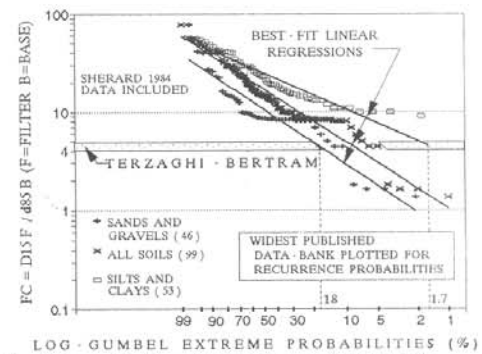 FC = D15F / d85B (F=FILTER B=BASE)
100
10
4
1
0.1
BEST-FIT LINEAR
REGRESSIONS
SHERARD 1984
DATA INCLUDED
TERZAGHI - BERTRAM
SANDS AND
GRAVELS (46)
ALL SOILS (99)
SILTS AND
CLAYS (53)
WIDEST PUBLISHED
DATA-BANK PLOTTED FOR
RECURRENCE PROBABILITIES
18
1.7
99 90 70 50 30 10 5 2 1
LOG-GUMBEL EXTREME PROBABILITIES (%)